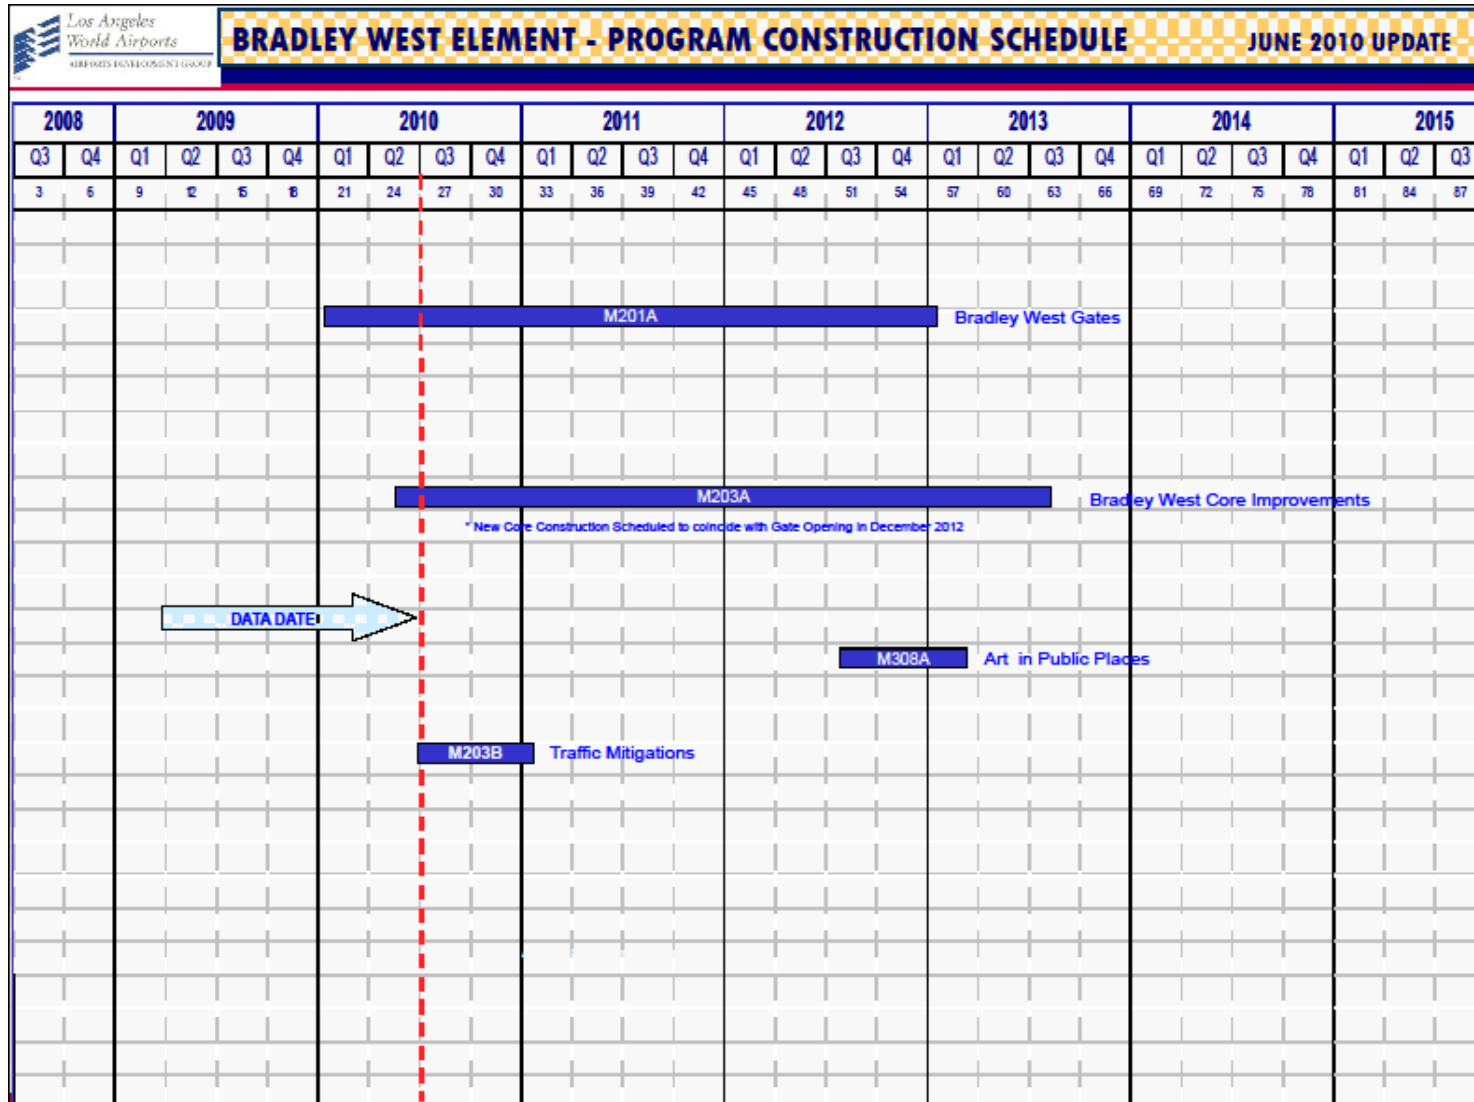 Los Angeles
World Airports
AIRPORTS DEVELOPMENT GROUP
BRADLEY WEST ELEMENT - PROGRAM CONSTRUCTION SCHEDULE JUNE 2010 UPDATE
2008 2009 2010 2011 2012 2013 2014 2015
Q3 Q4 Q1 Q2 Q3 Q4 Q1 Q2 Q3 Q4 Q1 Q2 Q3 Q4 Q1 Q2 Q3 Q4 Q1 Q2 Q3 Q4 Q1 Q2 Q3 Q4 Q1 Q2 Q3
3 6 9 12 15 18 21 24 27 30 33 36 39 42 45 48 51 54 57 60 63 66 69 72 75 78 81 84 87
M201A Bradley West Gates
M203A Bradley West Core Improvements
* New Core Construction Scheduled to coincide with Gate Opening in December 2012
DATA DATE
M308A Art in Public Places
M203B Traffic Mitigations